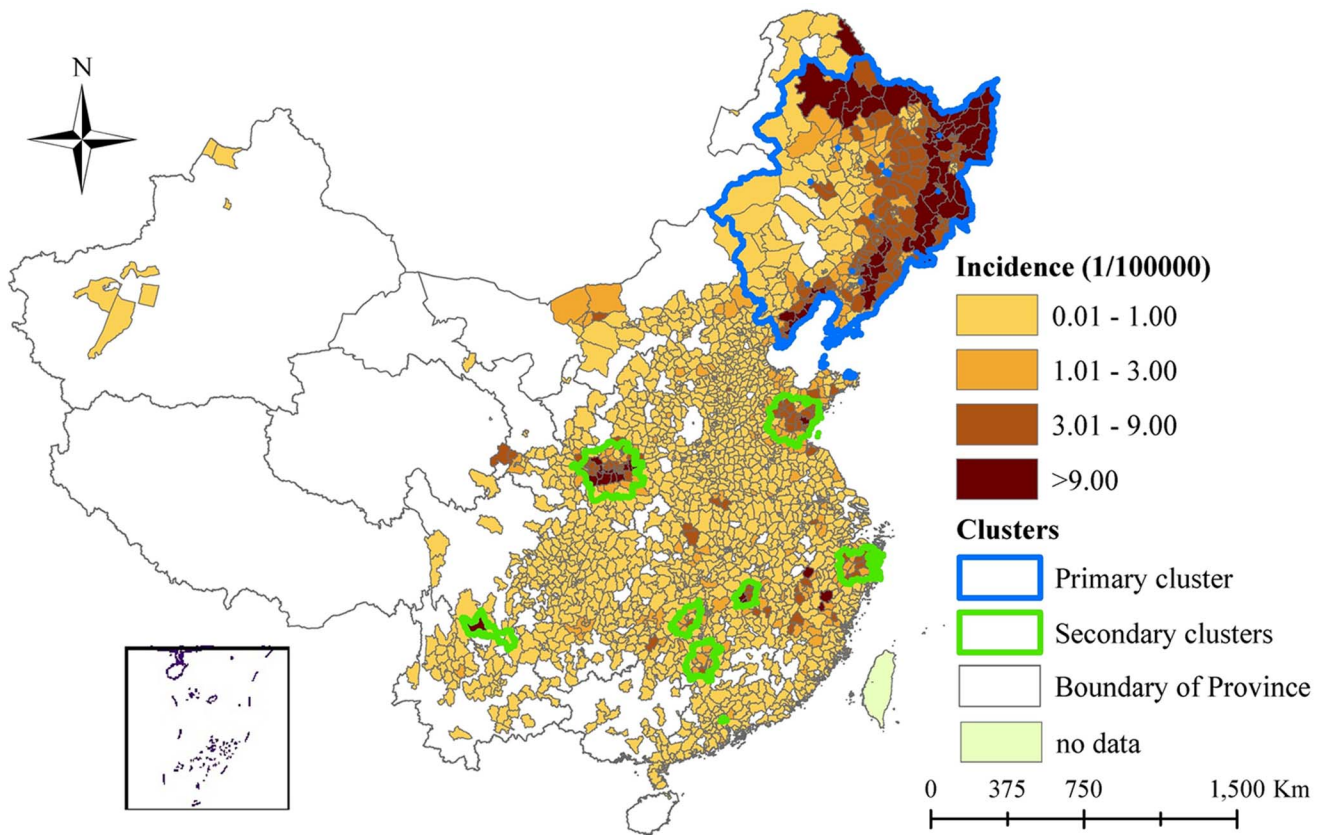 N
Incidence (1/100000)
0.01 - 1.00
1.01 - 3.00
3.01 - 9.00
>9.00
Clusters
Primary cluster
Secondary clusters
Boundary of Province
no data
0 375 750 1,500 Km